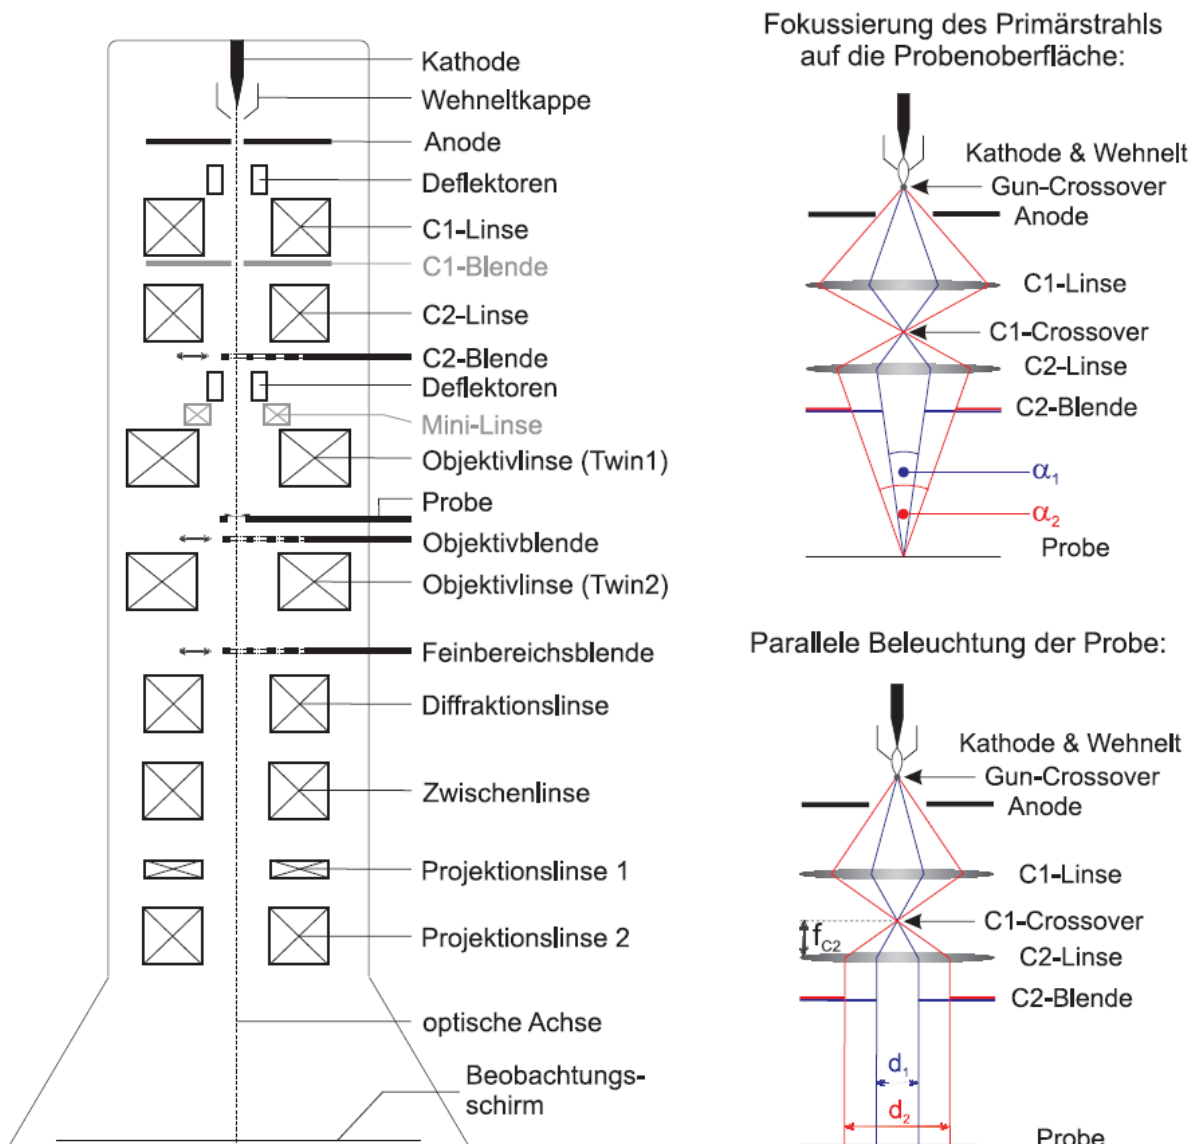 Kathode
Wehneltkappe
Anode
Deflektoren
C1-Linse
C1-Blende
C2-Linse
C2-Blende
Deflektoren
Mini-Linse
Objektivlinse (Twin1)
Probe
Objektivblende
Objektivlinse (Twin2)
Feinbereichsblende
Diffraktionslinse
Zwischenlinse
Projektionslinse 1
Projektionslinse 2
optische Achse
Beobachtungs-
schirm
Fokussierung des Primärstrahls
auf die Probenoberfläche:
Kathode & Wehnelt
Gun-Crossover
Anode
C1-Linse
C1-Crossover
C2-Linse
C2-Blende
α₁
α₂
Probe
Parallele Beleuchtung der Probe:
Kathode & Wehnelt
Gun-Crossover
Anode
C1-Linse
C1-Crossover
f_C2
C2-Linse
C2-Blende
d₁
d₂
Probe